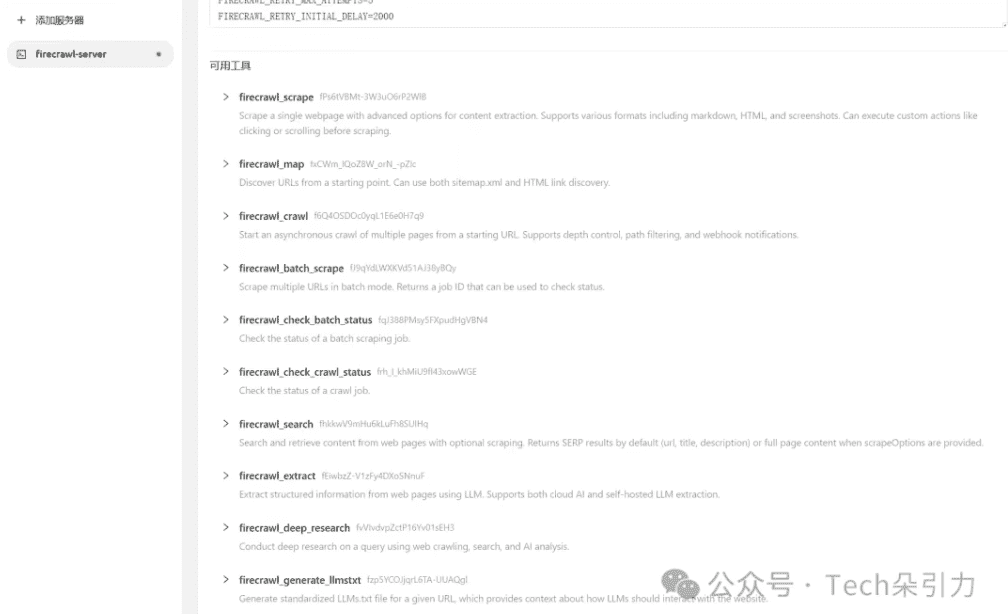 添加服务器
firecrawl-server
FIRECRAWL_RETRY_INITIAL_DELAY=2000
可用工具
firecrawl_scrape
Scrape a single webpage with advanced options for content extraction. Supports various formats including markdown, HTML, and screenshots. Can execute custom actions like
clicking or scrolling before scraping.
firecrawl_map
Discover URLs from a starting point. Can use both sitemap.xml and HTML link discovery.
firecrawl_crawl
Start an asynchronous crawl of multiple pages from a starting URL. Supports depth control, path filtering, and webhook notifications.
firecrawl_batch_scrape
Scrape multiple URLs in batch mode. Returns a job ID that can be used to check status.
firecrawl_check_batch_status
Check the status of a batch scraping job.
firecrawl_check_crawl_status
Check the status of a crawl job.
firecrawl_search
Search and retrieve content from web pages with optional scraping. Returns SERP results by default (url, title, description) or full page content when scrapeOptions are provided.
firecrawl_extract
Extract structured information from web pages using LLM. Supports both cloud AI and self-hosted LLM extraction.
firecrawl_deep_research
Conduct deep research on a query using web crawling, search, and AI analysis.
firecrawl_generate_llmstxt
Generate standardized LLMs.txt file for a given URL, which provides context about how LLMs should interact with the website.
公众号 · Tech朵引力